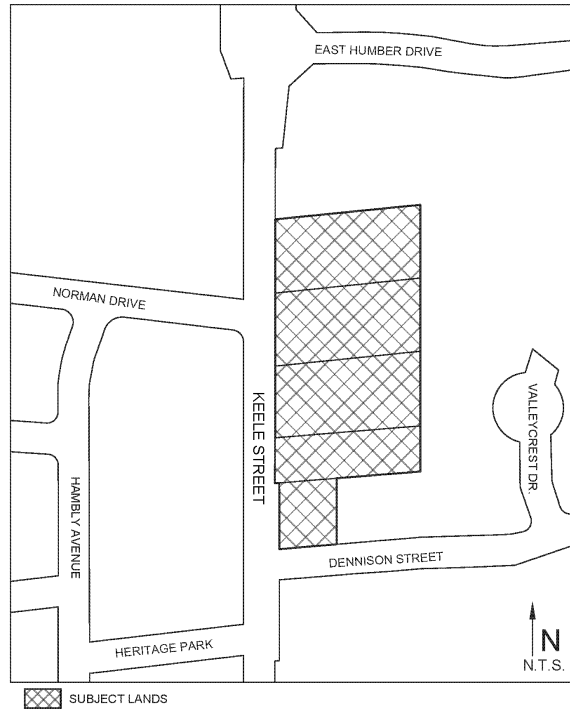 EAST HUMBER DRIVE
NORMAN DRIVE
KEELE STREET
VALLEYCREST DR.
HAMBLY AVENUE
DENNISON STREET
HERITAGE PARK
N
N.T.S.
SUBJECT LANDS